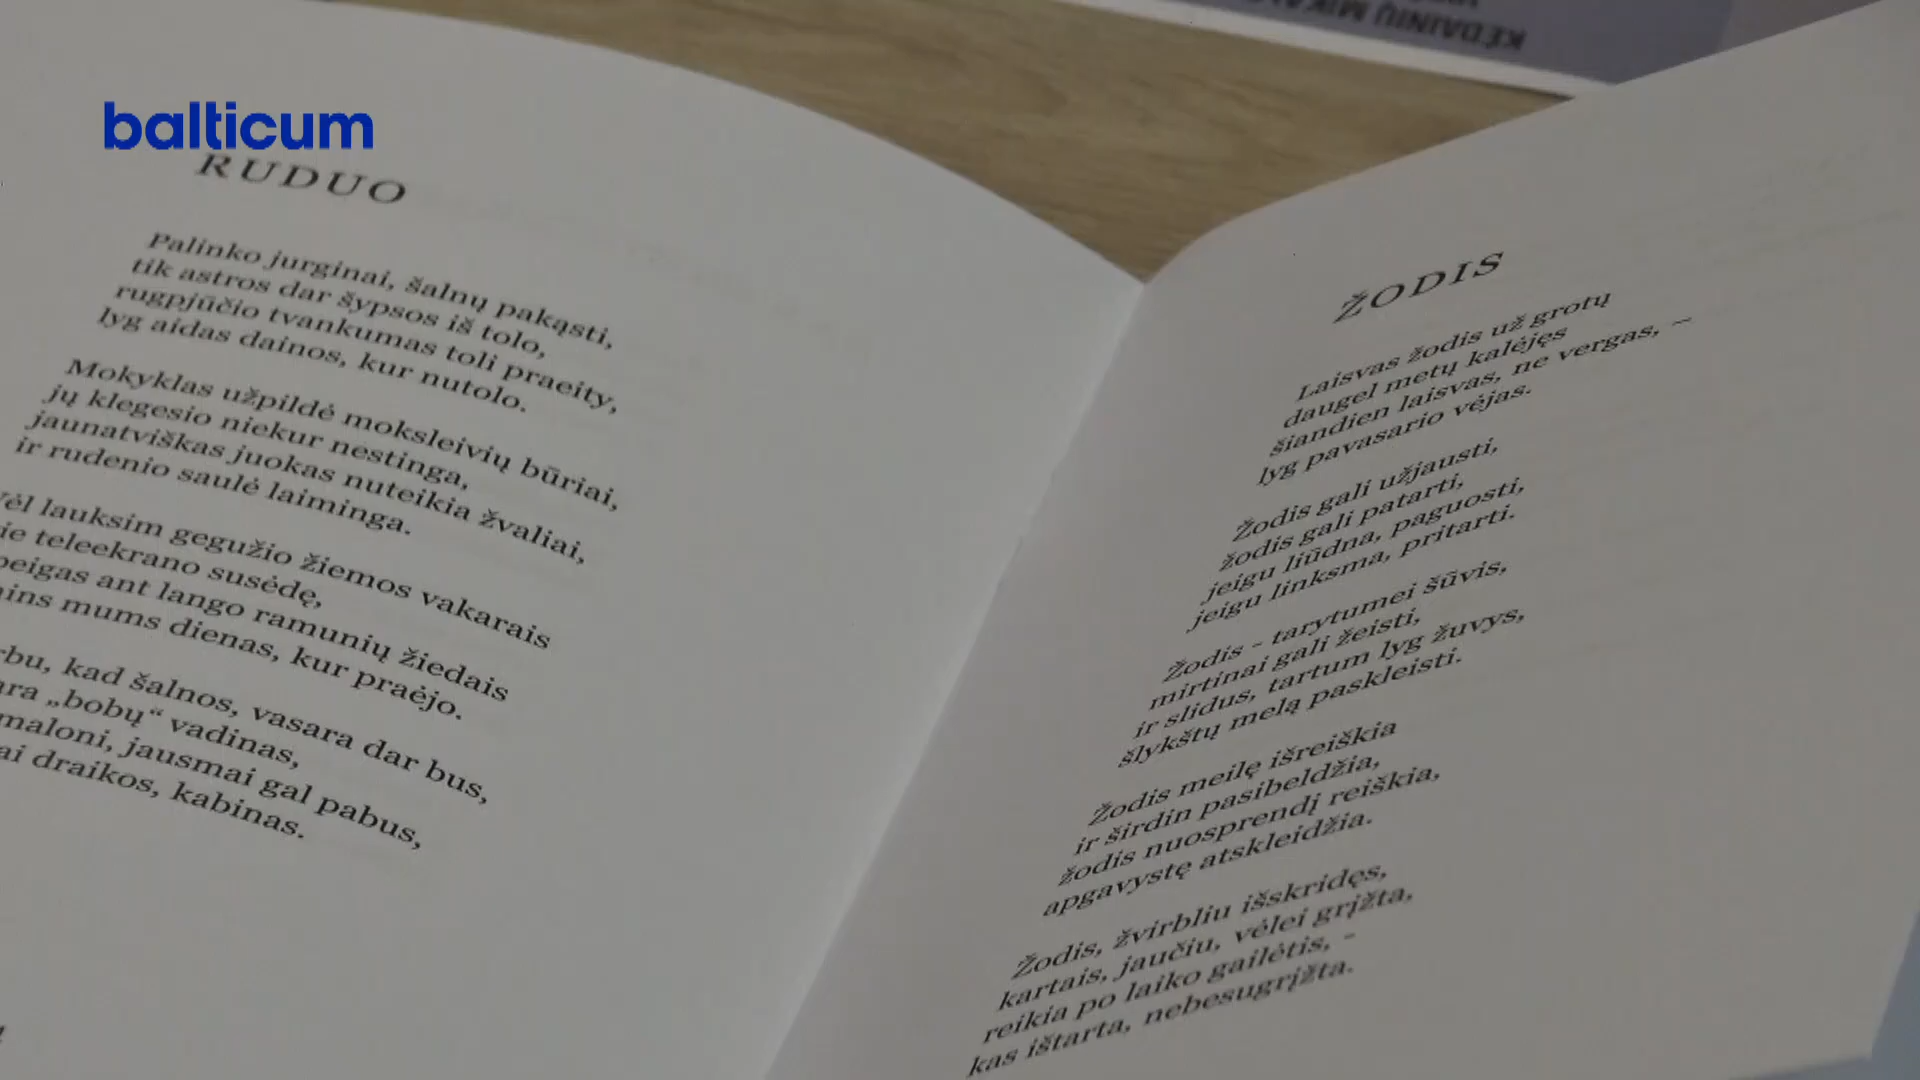 balticum
KĖDAINIŲ
RUDUO
Palinko jurginai, šalnų pakąsti,
tik astros dar šypsos iš tolo,
rugpjūčio tvankumas toli praeity,
lyg aidas dainos, kur nutolo.
Mokyklas užpildė moksleivių būriai,
jų klegesio niekur nestinga,
jaunatviškas juokas nuteikia žvaliai,
ir rudenio saulė laiminga.
lauksim gegužio žiemos vakarais
teleekrano susėdę,
ant lango ramunių žiedais
mums dienas, kur praėjo.
kad šalnos, vasara dar bus,
„bobų“ vadinas,
maloni, jausmai gal pabus,
draikos, kabinas.
ŽODIS
Laisvas žodis už grotų
daugel metų kalėjęs
šiandien laisvas, ne vergas, –
lyg pavasario vėjas.
Žodis gali užjausti,
žodis gali patarti,
jeigu liūdna, paguosti,
jeigu linksma, pritarti.
Žodis - tarytumei šūvis,
mirtinai gali žeisti,
ir slidus, tartum lyg žuvys,
šlykštų melą paskleisti.
Žodis meilę išreiškia
ir širdin pasibeldžia,
žodis nuosprendį reiškia,
apgavystę atskleidžia.
Žodis, žvirbliu išskridęs,
kartais, jaučiu, vėlei grįžta,
reikia po laiko gailėtis, -
kas ištarta, nebesugrįžta.